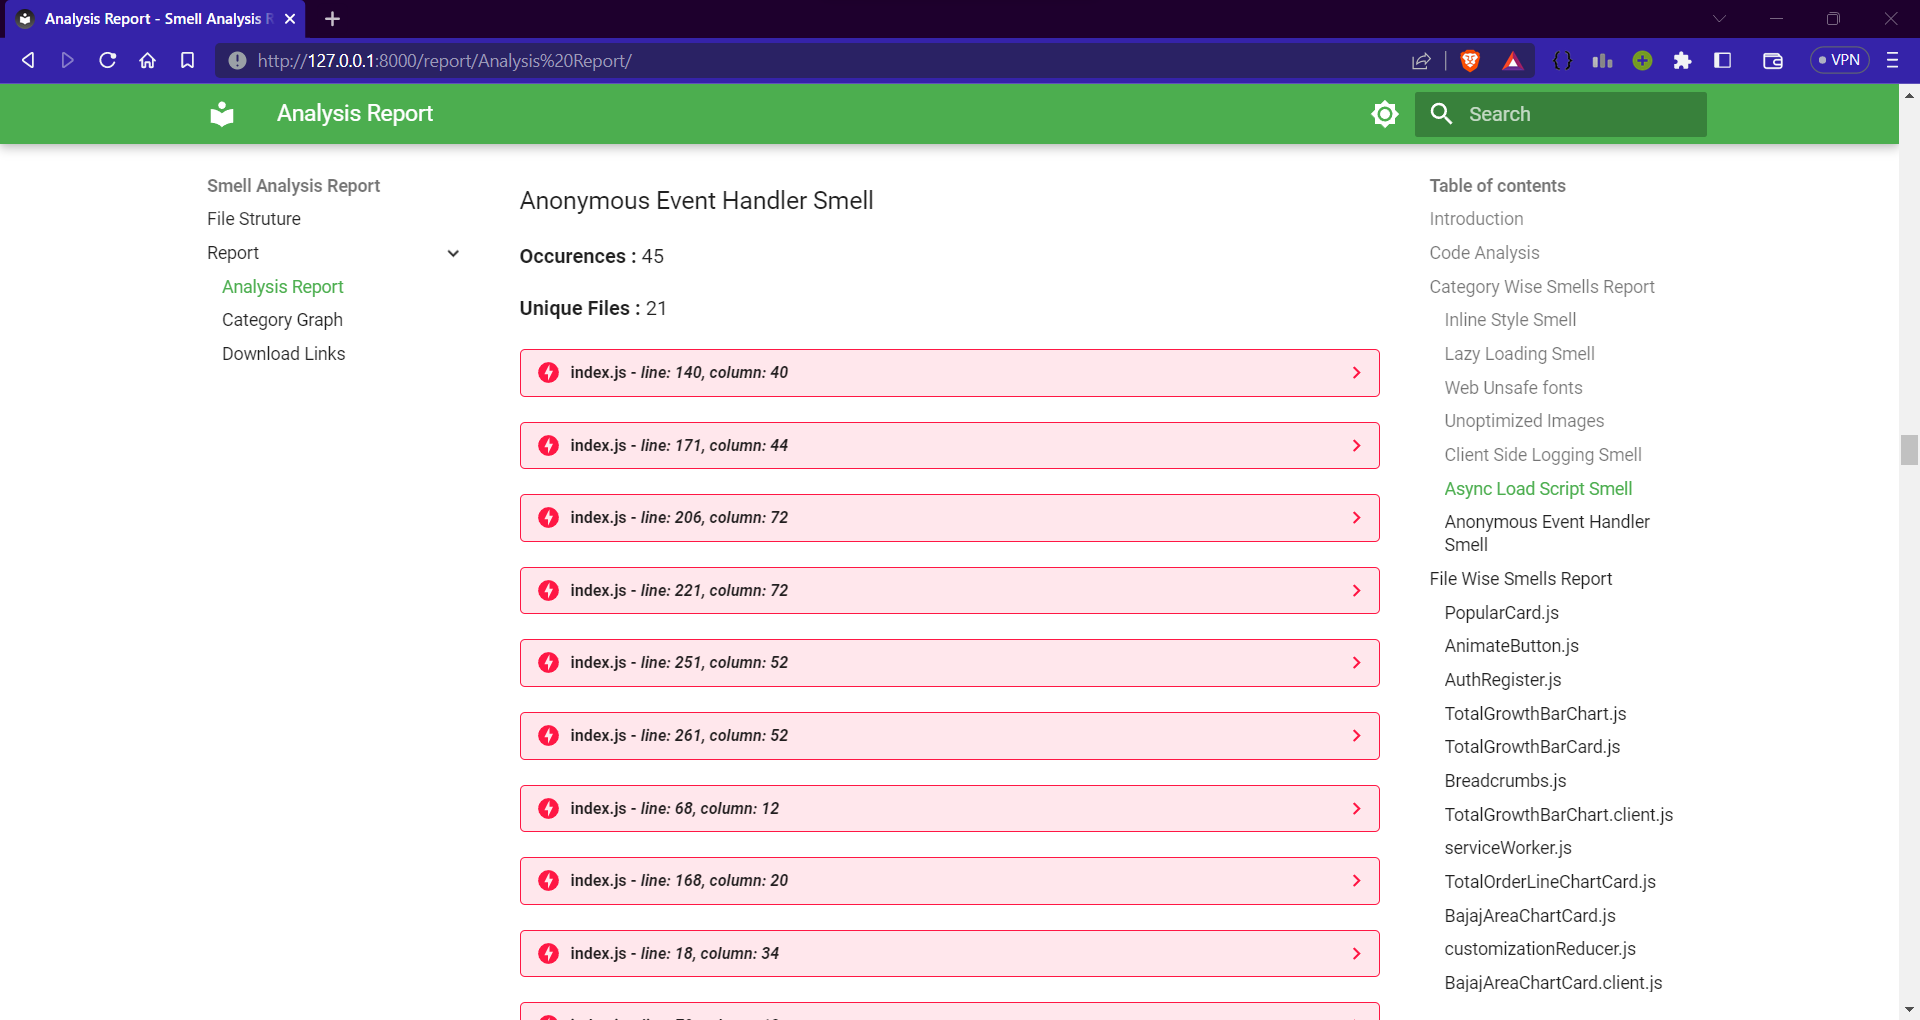 Analysis Report - Smell Analysis R
http://127.0.0.1:8000/report/Analysis%20Report/
VPN
Analysis Report
Search
Smell Analysis Report
File Struture
Report
Analysis Report
Category Graph
Download Links
Anonymous Event Handler Smell
Occurences : 45
Unique Files : 21
index.js - line: 140, column: 40
index.js - line: 171, column: 44
index.js - line: 206, column: 72
index.js - line: 221, column: 72
index.js - line: 251, column: 52
index.js - line: 261, column: 52
index.js - line: 68, column: 12
index.js - line: 168, column: 20
index.js - line: 18, column: 34
Table of contents
Introduction
Code Analysis
Category Wise Smells Report
Inline Style Smell
Lazy Loading Smell
Web Unsafe fonts
Unoptimized Images
Client Side Logging Smell
Async Load Script Smell
Anonymous Event Handler
Smell
File Wise Smells Report
PopularCard.js
AnimateButton.js
AuthRegister.js
TotalGrowthBarChart.js
TotalGrowthBarCard.js
Breadcrumbs.js
TotalGrowthBarChart.client.js
serviceWorker.js
TotalOrderLineChartCard.js
BajajAreaChartCard.js
customizationReducer.js
BajajAreaChartCard.client.js